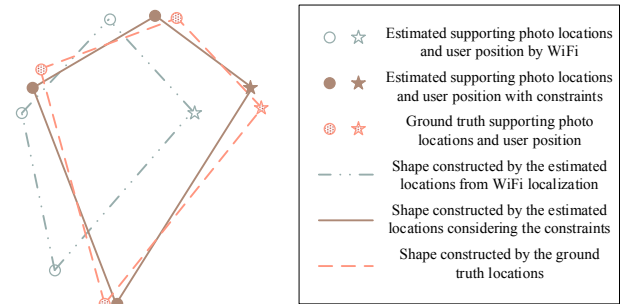 Estimated supporting photo locations
and user position by WiFi
Estimated supporting photo locations
and user position with constraints
Ground truth supporting photo
locations and user position
Shape constructed by the estimated
locations from WiFi localization
Shape constructed by the estimated
locations considering the constraints
Shape constructed by the ground
truth locations